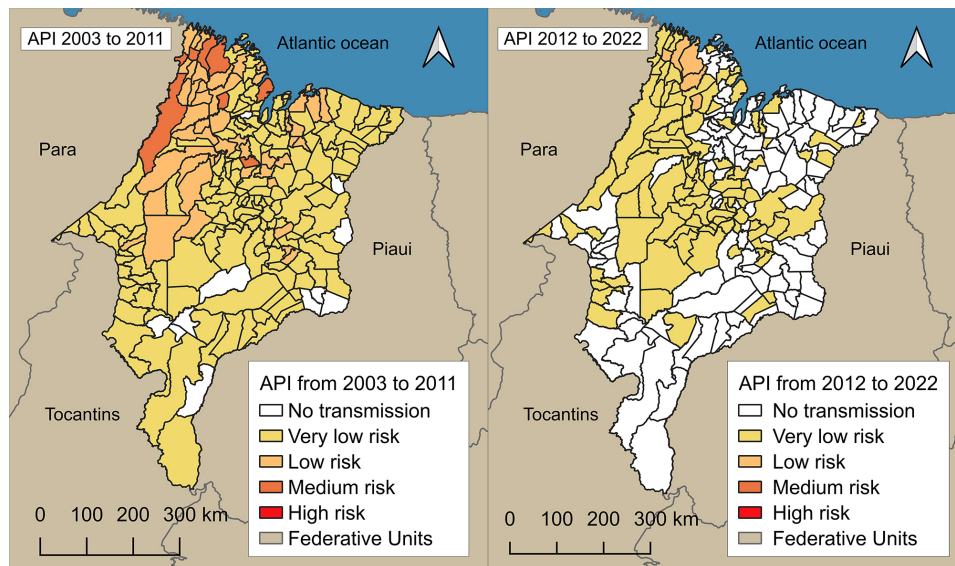 API 2003 to 2011
Atlantic ocean
Para
Piaui
Tocantins
API from 2003 to 2011
No transmission
Very low risk
Low risk
Medium risk
High risk
Federative Units
0 100 200 300 km
API 2012 to 2022
Atlantic ocean
Para
Piaui
Tocantins
API from 2012 to 2022
No transmission
Very low risk
Low risk
Medium risk
High risk
Federative Units
0 100 200 300 km